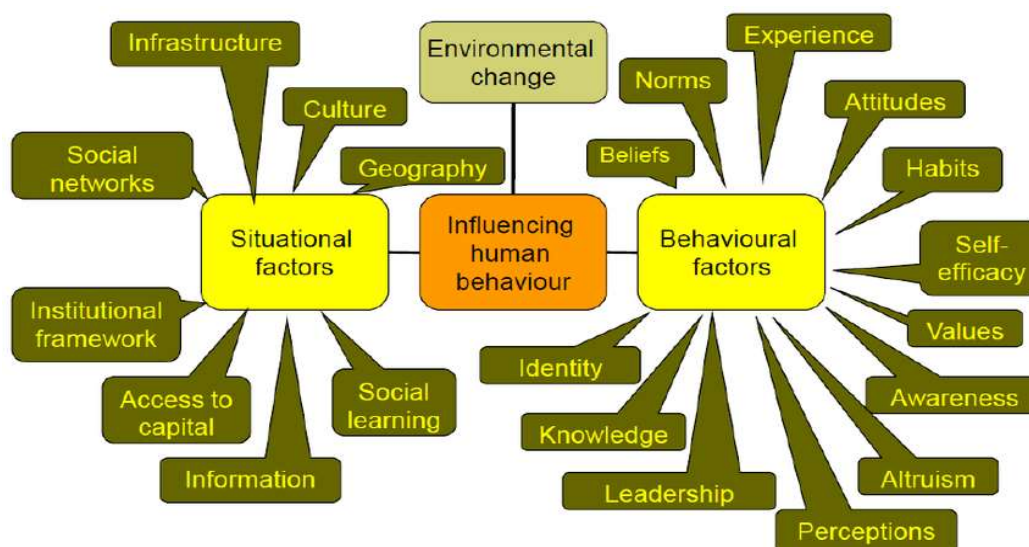 Infrastructure
Environmental
change
Experience
Norms
Culture
Attitudes
Social
networks
Geography
Beliefs
Habits
Situational
factors
Influencing
human
behaviour
Behavioural
factors
Self-
efficacy
Institutional
framework
Values
Identity
Access to
capital
Social
learning
Awareness
Knowledge
Information
Leadership
Altruism
Perceptions